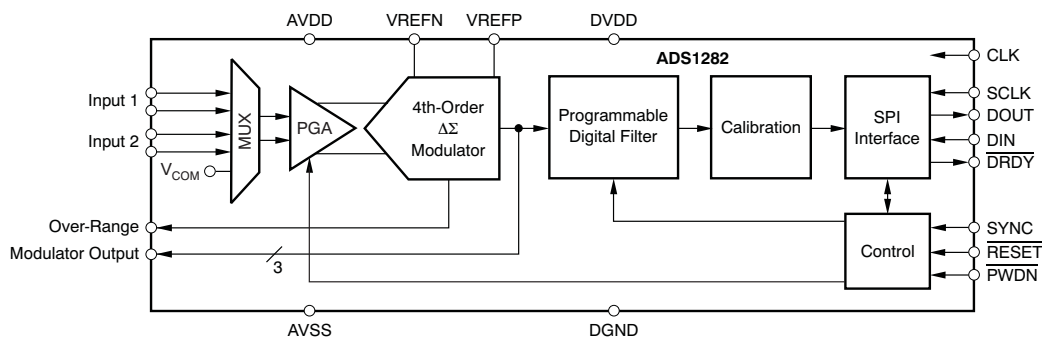 AVDD
VREFN
VREFP
DVDD
ADS1282
CLK
Input 1
Input 2
VCOM
MUX
PGA
4th-Order
ΔΣ
Modulator
Programmable
Digital Filter
Calibration
SPI
Interface
SCLK
DOUT
DIN
DRDY
Over-Range
Modulator Output
3
Control
SYNC
RESET
PWDN
AVSS
DGND